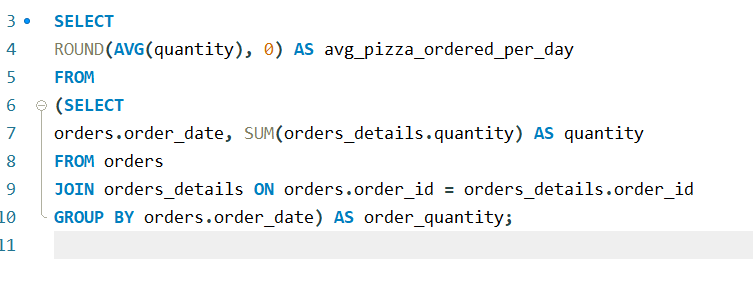 3 SELECT
4 ROUND(AVG(quantity), 0) AS avg_pizza_ordered_per_day
5 FROM
6 (SELECT
7 orders.order_date, SUM(orders_details.quantity) AS quantity
8 FROM orders
9 JOIN orders_details ON orders.order_id = orders_details.order_id
10 GROUP BY orders.order_date) AS order_quantity;
11